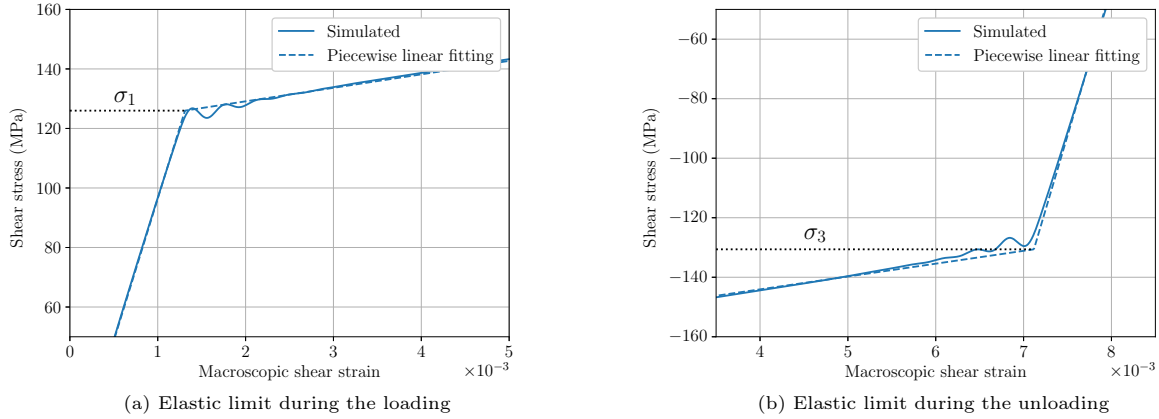 160
140
120
100
80
60
Shear stress (MPa)
Simulated
Piecewise linear fitting
σ1
0
1
2
3
4
5
Macroscopic shear strain
×10−3
(a) Elastic limit during the loading
−60
−80
−100
−120
−140
−160
Shear stress (MPa)
Simulated
Piecewise linear fitting
σ3
4
5
6
7
8
Macroscopic shear strain
×10−3
(b) Elastic limit during the unloading